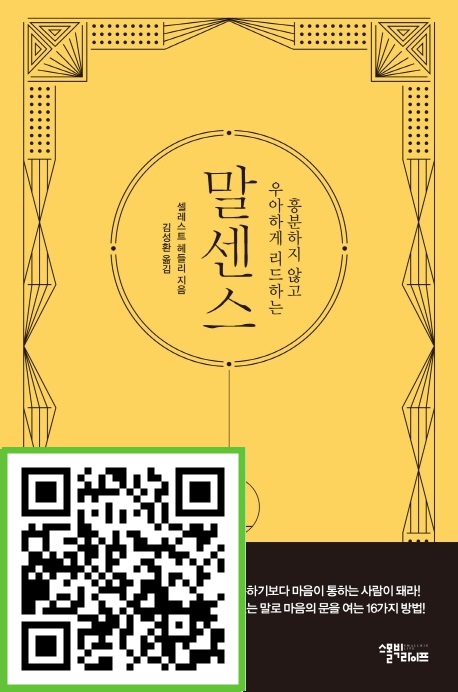 흥분하지 않고
우아하게 리드하는
말센스
셀레스트 헤들리 지음
김성환 옮김
하기보다 마음이 통하는 사람이 돼라!
는 말로 마음의 문을 여는 16가지 방법!
스몰빅라이프